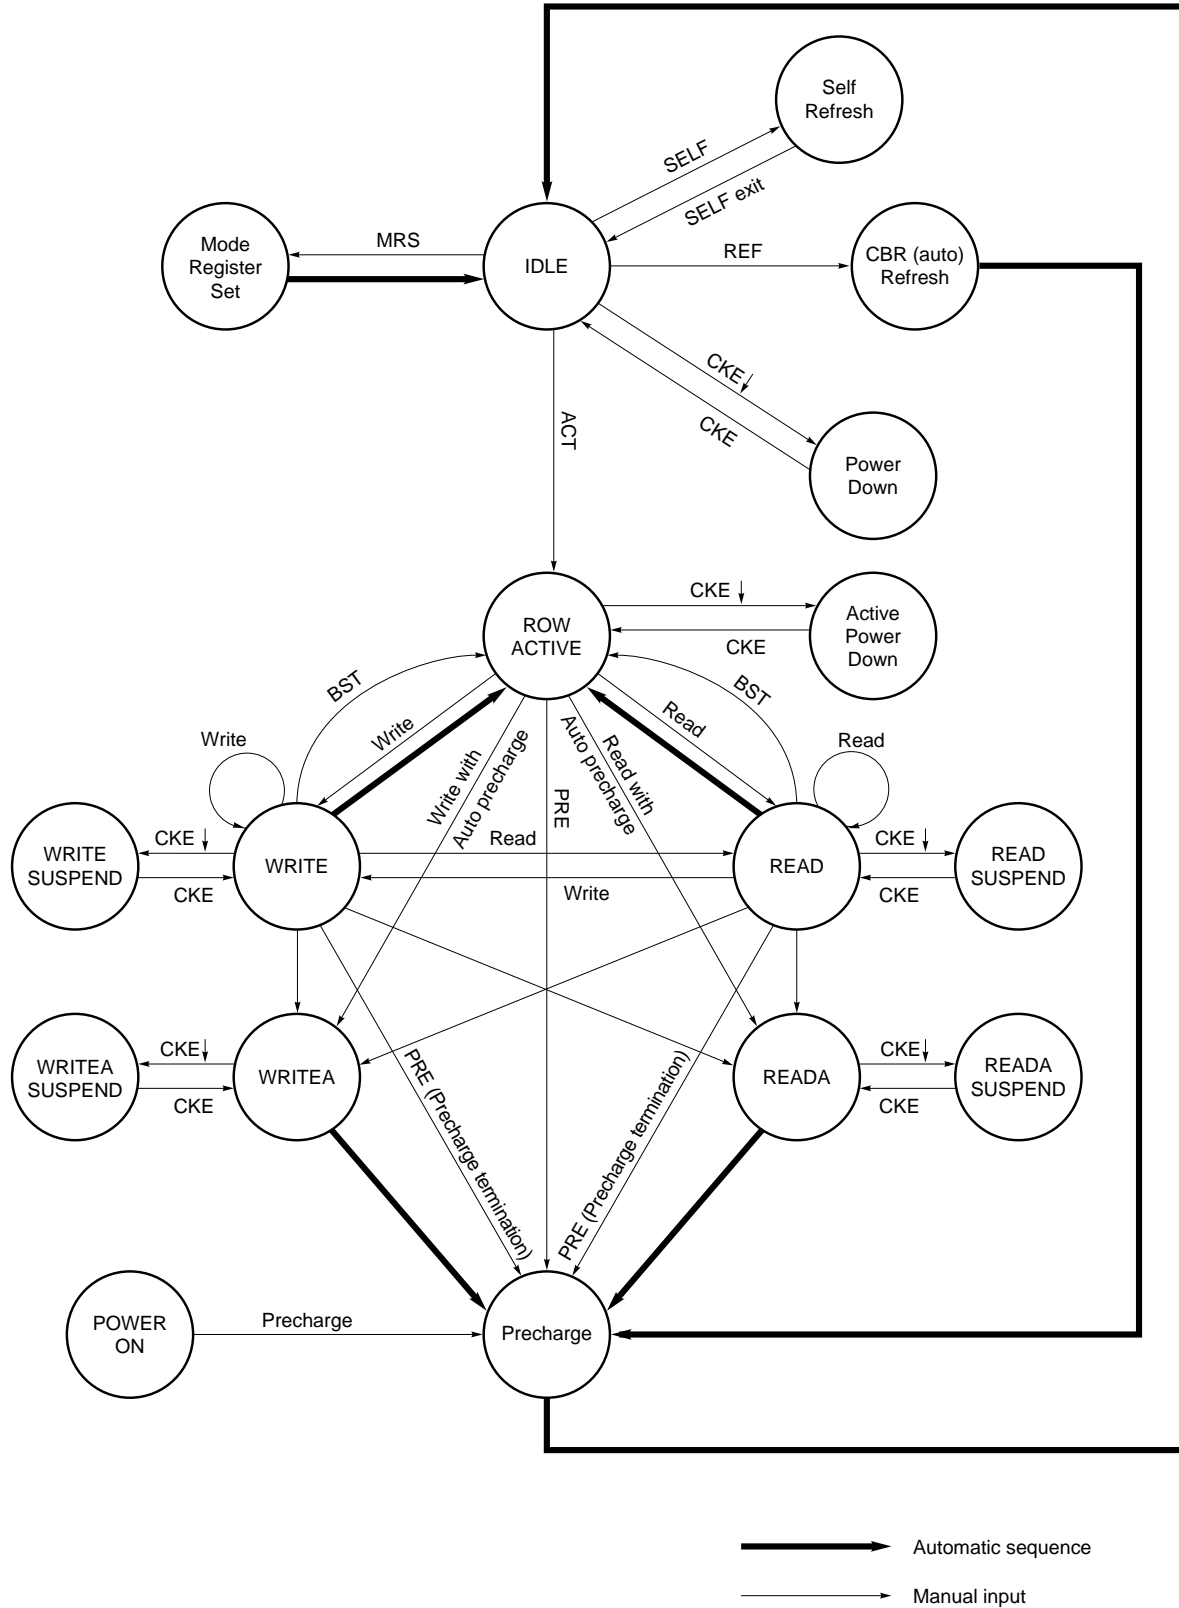 Self
Refresh
SELF
SELF exit
Mode
Register
Set
MRS
IDLE
REF
CBR (auto)
Refresh
CKE
CKE
ACT
Power
Down
ROW
ACTIVE
CKE
CKE
Active
Power
Down
BST
BST
Write
Read
Write
Read
Write with
Auto precharge
PRE
Read with
Auto precharge
WRITE
SUSPEND
CKE
CKE
WRITE
Read
Write
READ
CKE
CKE
READ
SUSPEND
WRITEA
SUSPEND
CKE
CKE
WRITEA
PRE (Precharge termination)
PRE (Precharge termination)
READA
CKE
CKE
READA
SUSPEND
POWER
ON
Precharge
Precharge
Automatic sequence
Manual input